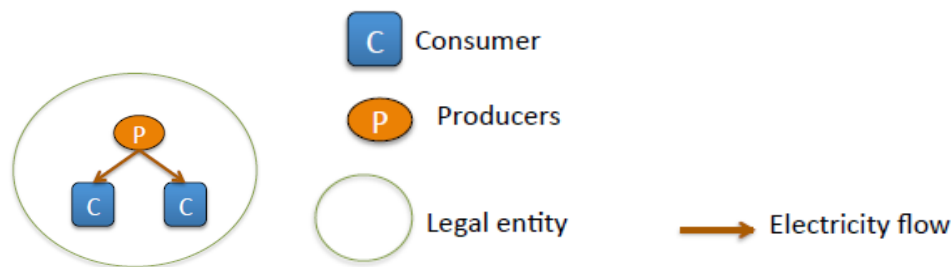 C Consumer
P Producers
P
C C
Legal entity
Electricity flow